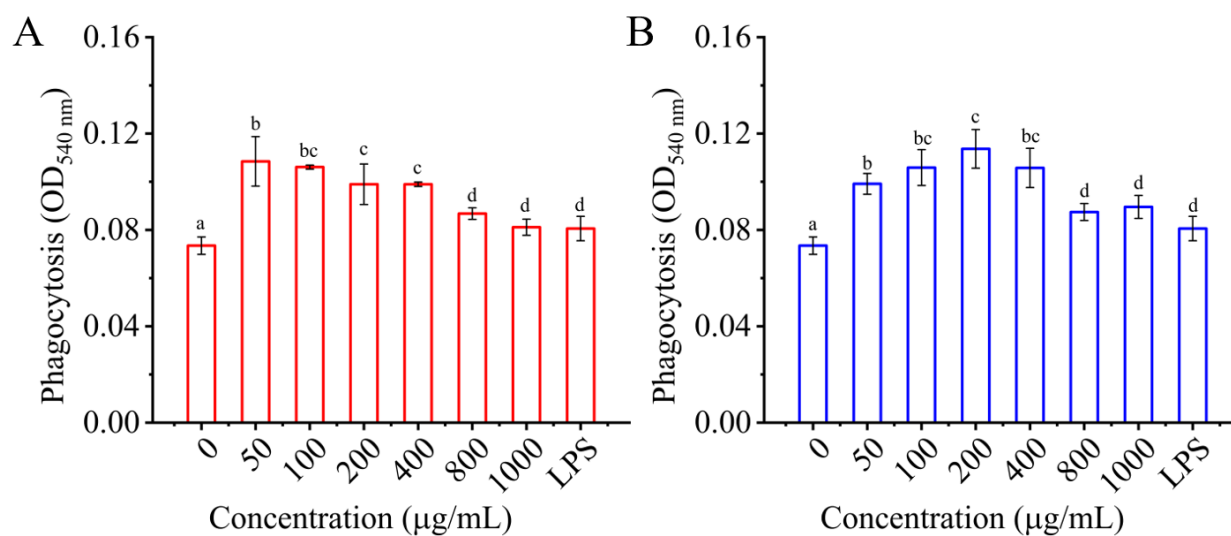 A
Phagocytosis (OD540 nm)
0.16
0.12
0.08
0.04
0.00
a
b
bc
c
c
d
d
d
0
50
100
200
400
800
1000
LPS
Concentration (μg/mL)
B
Phagocytosis (OD540 nm)
0.16
0.12
0.08
0.04
0.00
a
b
bc
c
bc
d
d
d
0
50
100
200
400
800
1000
LPS
Concentration (μg/mL)